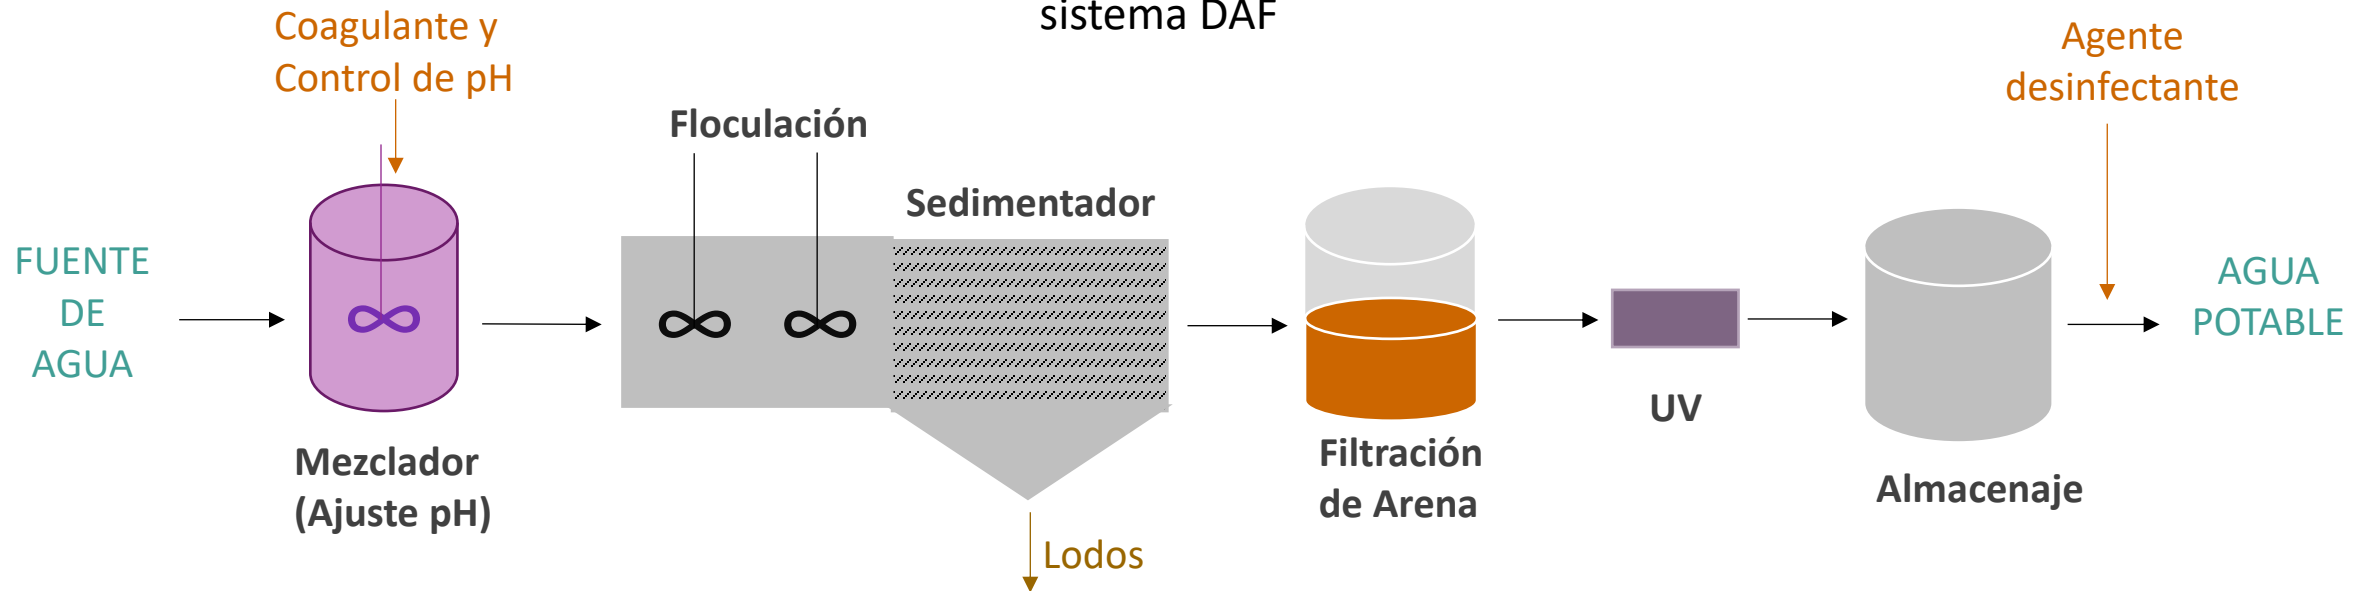 sistema DAF
Coagulante y
Control de pH
Agente
desinfectante
Floculación
Sedimentador
FUENTE
DE
AGUA
AGUA
POTABLE
UV
Mezclador
(Ajuste pH)
Filtración
de Arena
Almacenaje
Lodos